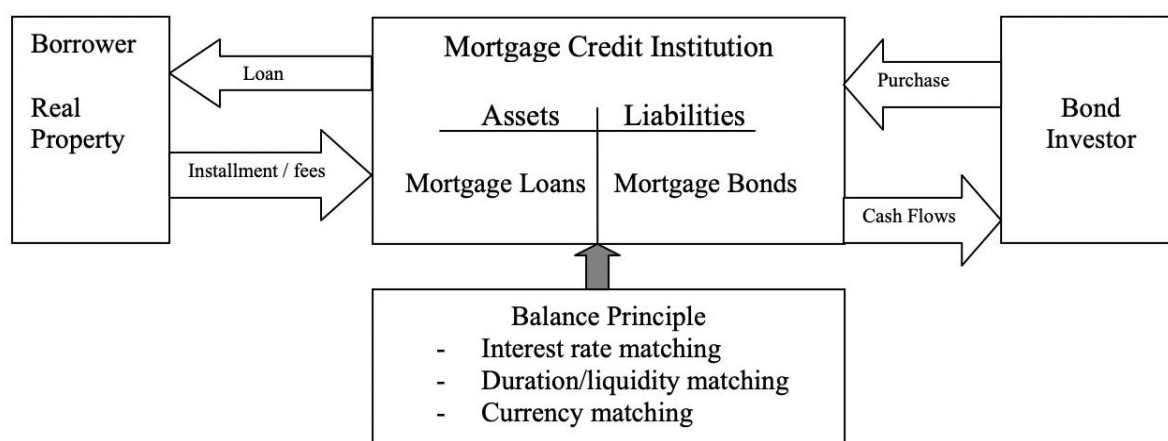 Borrower
Real
Property
Loan
Installment / fees
Mortgage Credit Institution
Assets Liabilities
Mortgage Loans Mortgage Bonds
Purchase
Cash Flows
Bond
Investor
Balance Principle
- Interest rate matching
- Duration/liquidity matching
- Currency matching